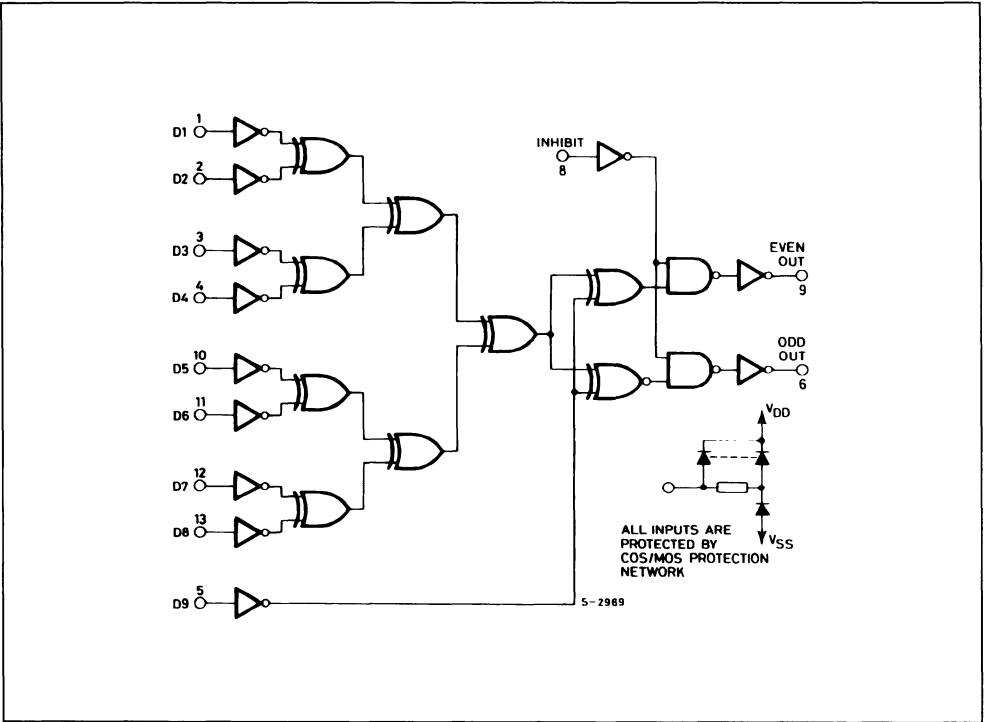 1
D1
2
D2
3
D3
4
D4
10
D5
11
D6
12
D7
13
D8
5
D9
INHIBIT
8
EVEN
OUT
9
ODD
OUT
6
VDD
VSS
ALL INPUTS ARE
PROTECTED BY
COS/MOS PROTECTION
NETWORK
S-2969